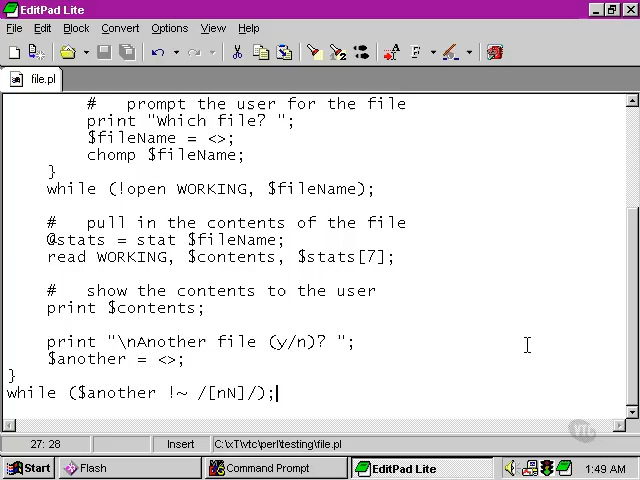 EditPad Lite
File Edit Block Convert Options View Help
file.pl
# prompt the user for the file
print "Which file? ";
$fileName = <>;
chomp $fileName;
}
while (!open WORKING, $fileName);
# pull in the contents of the file
@stats = stat $fileName;
read WORKING, $contents, $stats[7];
# show the contents to the user
print $contents;
print "\nAnother file (y/n)? ";
$another = <>;
}
while ($another !~ /[nN]/);
VTC
27: 28 Insert C:\xT\vtc\perl\testing\file.pl
Start Flash Command Prompt EditPad Lite 1:49 AM